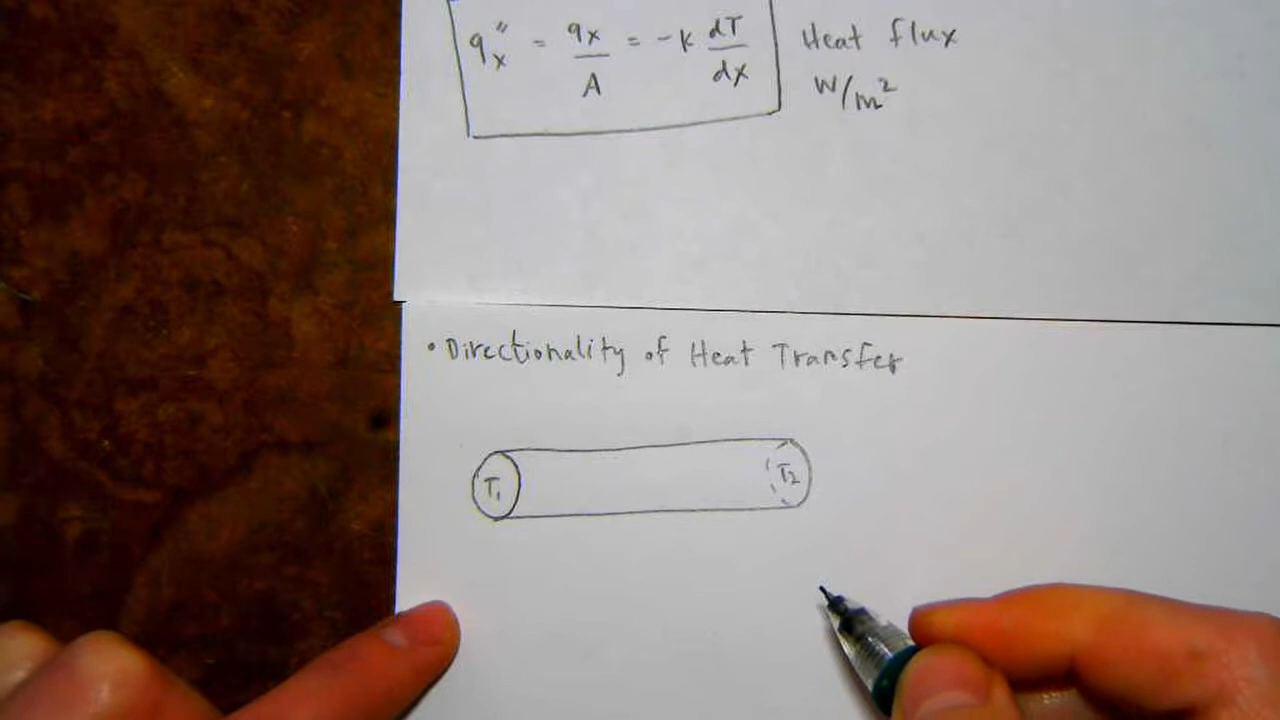 q″ₓ = qₓ/A = -k dT/dx Heat flux
W/m²
• Directionality of Heat Transfer
T₁ T₂